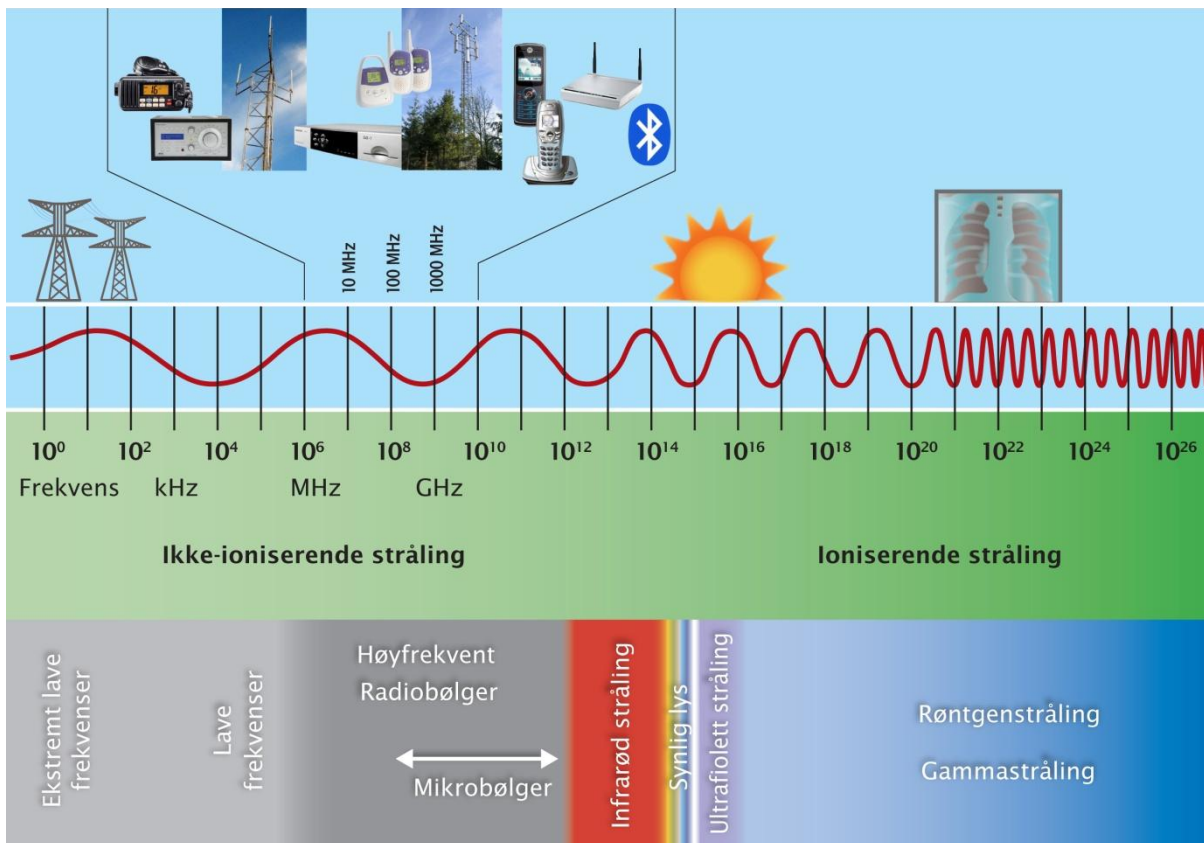 10 MHz
100 MHz
1000 MHz
10⁰ 10² 10⁴ 10⁶ 10⁸ 10¹⁰ 10¹² 10¹⁴ 10¹⁶ 10¹⁸ 10²⁰ 10²² 10²⁴ 10²⁶
Frekvens kHz MHz GHz
Ikke-ioniserende stråling
Ioniserende stråling
Ekstremt lave
frekvenser
Lave
frekvenser
Høyfrekvent
Radiobølger
Mikrobølger
Infrarød stråling
Synlig lys
Ultrafiolett stråling
Røntgenstråling
Gammastråling